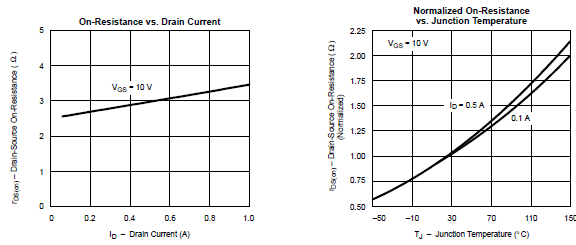 On-Resistance vs. Drain Current
5
4
3
2
1
0
VGS = 10 V
0 0.2 0.4 0.6 0.8 1.0
ID – Drain Current (A)
rDS(on) – Drain-Source On-Resistance ( Ω )
Normalized On-Resistance
vs. Junction Temperature
2.25
2.00
1.75
1.50
1.25
1.00
0.75
0.50
VGS = 10 V
ID = 0.5 A
0.1 A
–50 –10 30 70 110 150
TJ – Junction Temperature (°C)
rDS(on) – Drain-Source On-Resistance ( Ω )
(Normalized)